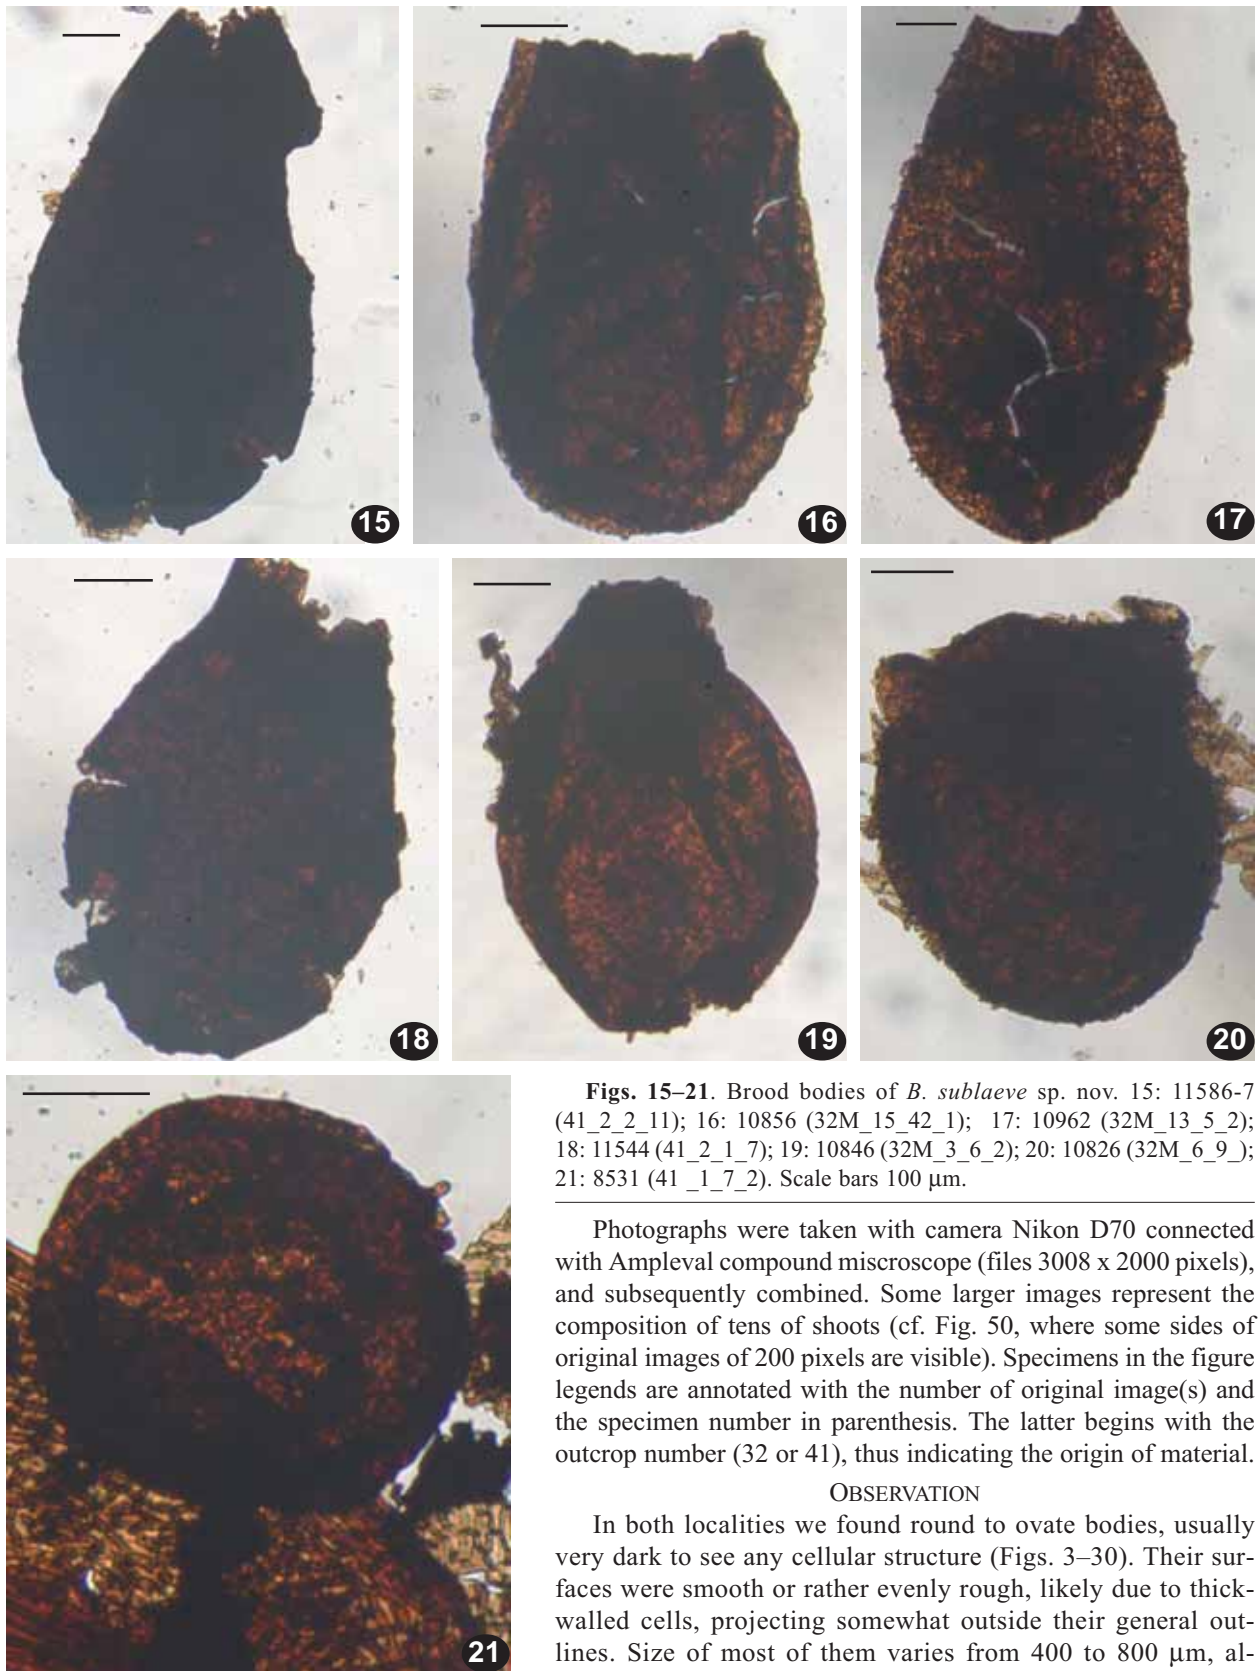 15
16
17
18
19
20
21
Figs. 15–21. Brood bodies of B. sublaeve sp. nov. 15: 11586-7
(41_2_2_11); 16: 10856 (32M_15_42_1); 17: 10962 (32M_13_5_2);
18: 11544 (41_2_1_7); 19: 10846 (32M_3_6_2); 20: 10826 (32M_6_9_);
21: 8531 (41 _1_7_2). Scale bars 100 μm.
Photographs were taken with camera Nikon D70 connected
with Ampleval compound miscroscope (files 3008 x 2000 pixels),
and subsequently combined. Some larger images represent the
composition of tens of shoots (cf. Fig. 50, where some sides of
original images of 200 pixels are visible). Specimens in the figure
legends are annotated with the number of original image(s) and
the specimen number in parenthesis. The latter begins with the
outcrop number (32 or 41), thus indicating the origin of material.
OBSERVATION
In both localities we found round to ovate bodies, usually
very dark to see any cellular structure (Figs. 3–30). Their sur-
faces were smooth or rather evenly rough, likely due to thick-
walled cells, projecting somewhat outside their general out-
lines. Size of most of them varies from 400 to 800 μm, al-